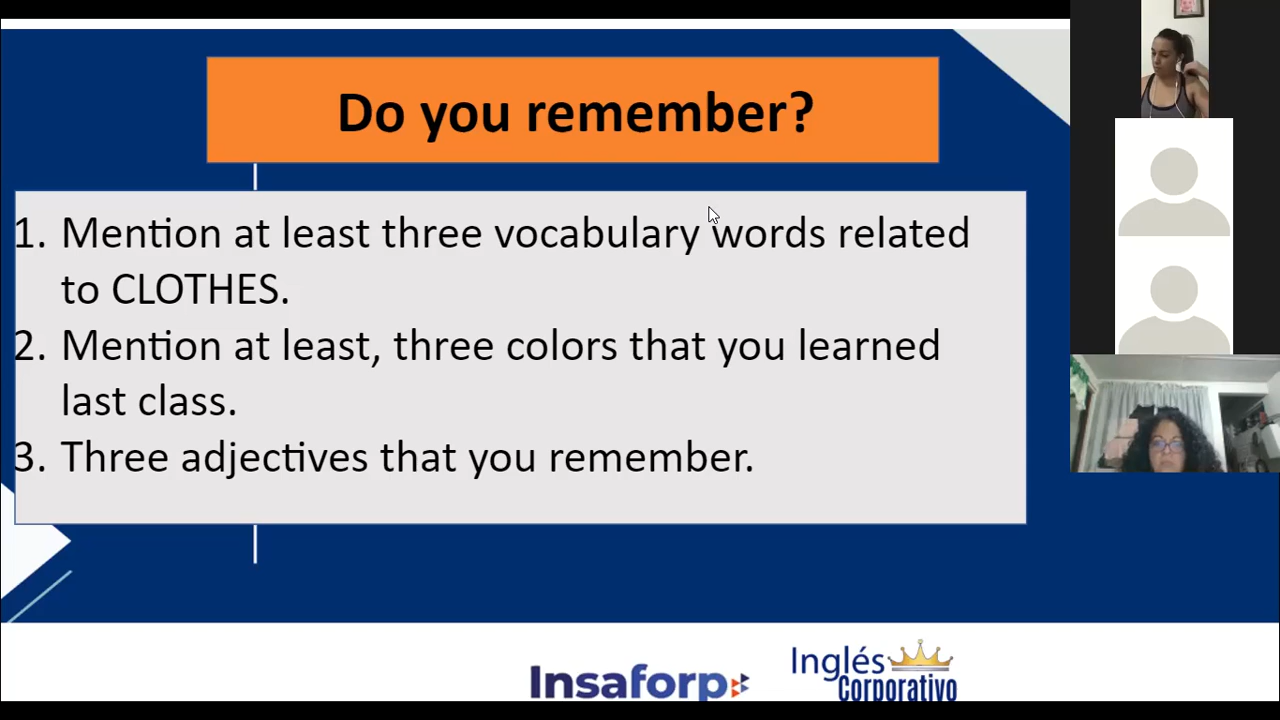 Do you remember?
1. Mention at least three vocabulary words related
to CLOTHES.
2. Mention at least, three colors that you learned
last class.
3. Three adjectives that you remember.
Insaforp
Inglés
Corporativo